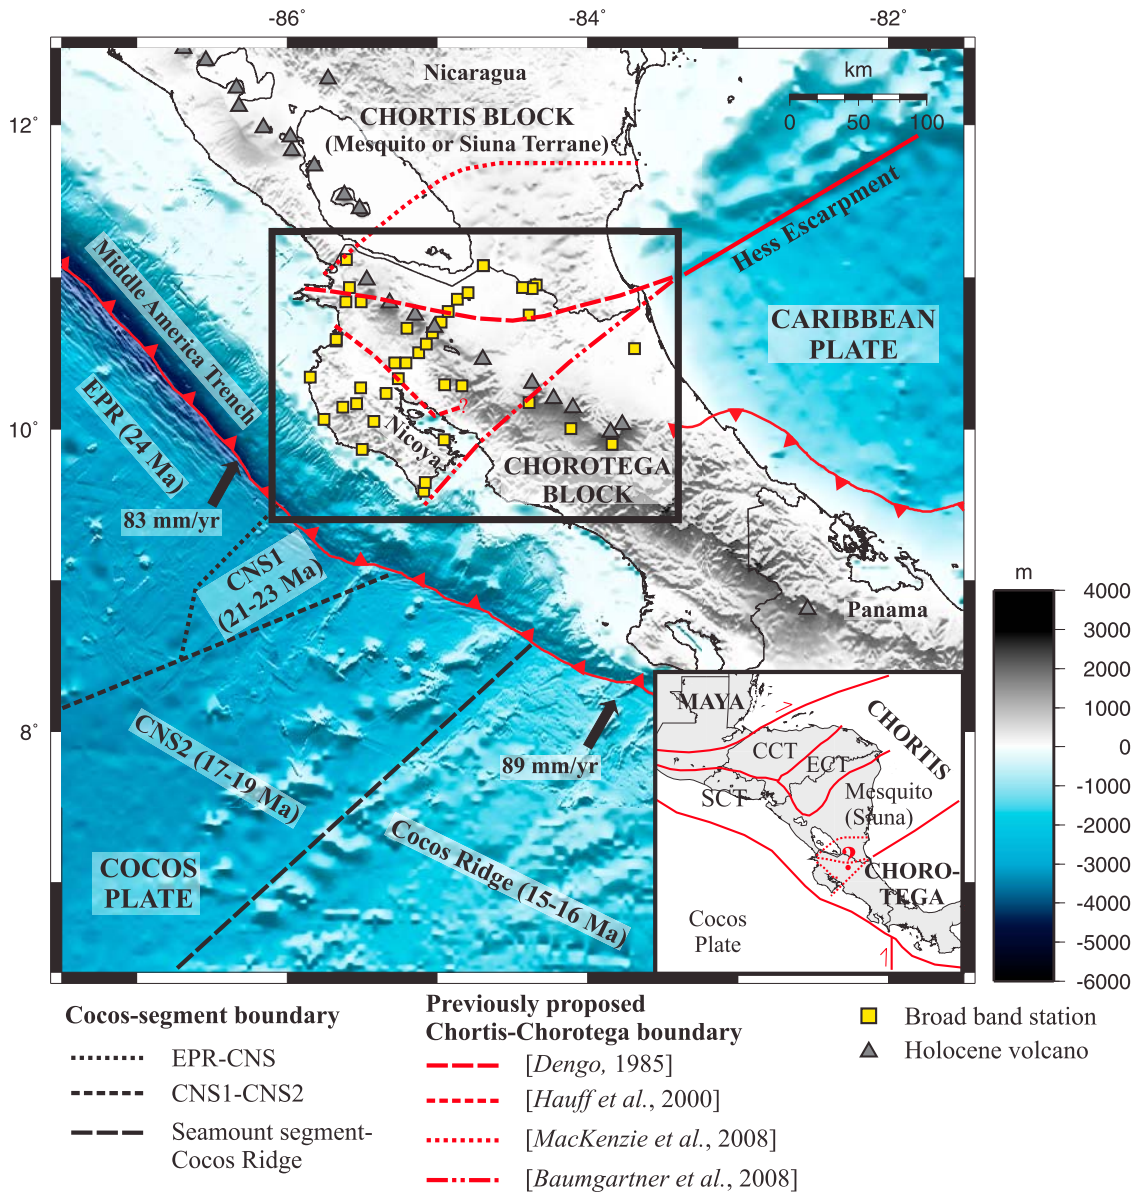 -86˚
-84˚
-82˚
12˚
10˚
8˚
Nicaragua
CHORTIS BLOCK
(Mesquito or Siuna Terrane)
km
0 50 100
Hess Escarpment
Middle America Trench
CARIBBEAN
PLATE
EPR (24 Ma)
Nicoya
?
CHOROTEGA
BLOCK
83 mm/yr
CNS1
(21-23 Ma)
Panama
CNS2 (17-19 Ma)
89 mm/yr
Cocos Ridge (15-16 Ma)
COCOS
PLATE
MAYA
CHORTIS
CCT
ECT
SCT
Mesquito
(Siuna)
?
CHORO-
TEGA
Cocos
Plate
m
4000
3000
2000
1000
0
-1000
-2000
-3000
-4000
-5000
-6000
Cocos-segment boundary
EPR-CNS
CNS1-CNS2
Seamount segment-
Cocos Ridge
Previously proposed
Chortis-Chorotega boundary
[Dengo, 1985]
[Hauff et al., 2000]
[MacKenzie et al., 2008]
[Baumgartner et al., 2008]
Broad band station
Holocene volcano